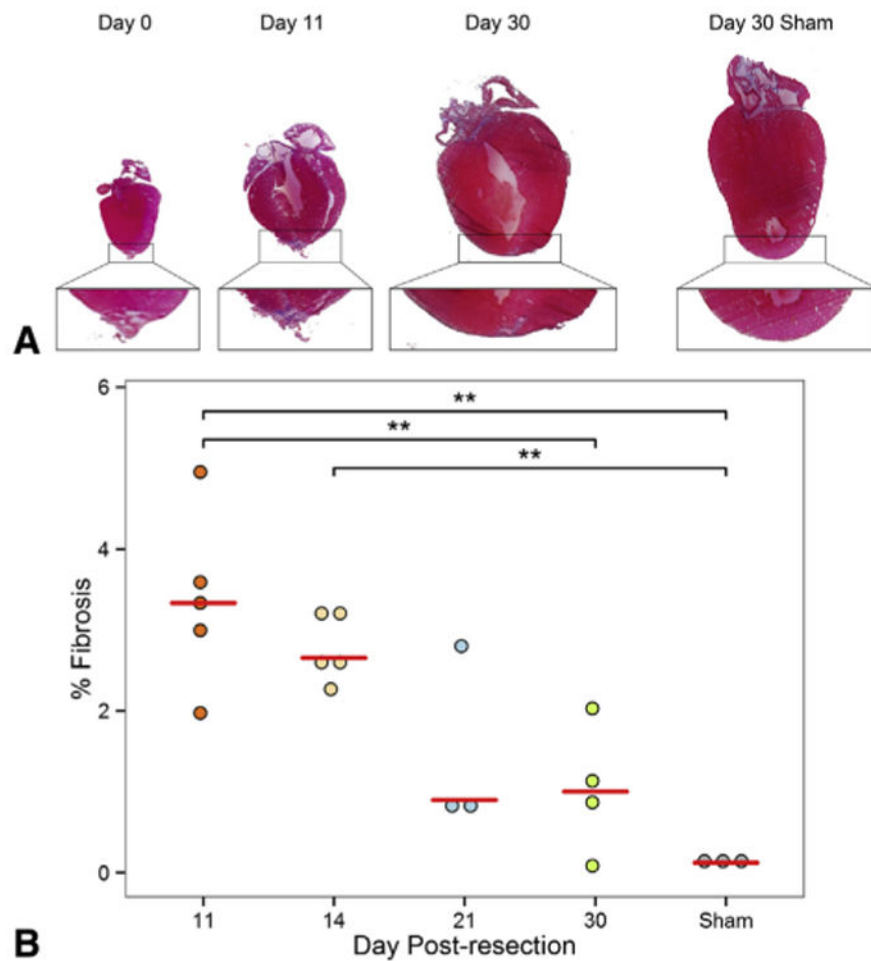 Day 0 Day 11 Day 30 Day 30 Sham
A
6
**
**
**
4
% Fibrosis
2
0
11 14 21 30 Sham
Day Post-resection
B